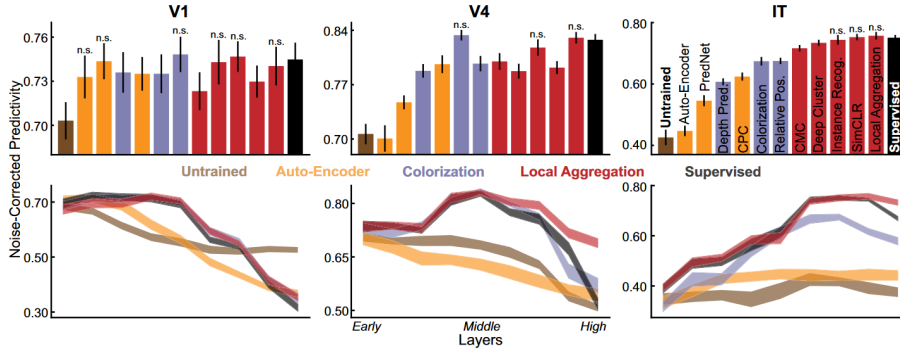 V1
V4
IT
Noise-Corrected Predictivity
0.76
0.73
0.70
n.s.
n.s.
n.s.
n.s.
n.s.
n.s.
0.84
0.77
0.70
n.s.
n.s.
n.s.
0.80
0.60
0.40
n.s.
n.s.
n.s.
Untrained
Auto-Encoder
PredNet
Depth Pred.
CPC
Colorization
Relative Pos.
CMC
Deep Cluster
Instance Recog.
SimCLR
Local Aggregation
Supervised
Untrained Auto-Encoder Colorization Local Aggregation Supervised
0.70
0.50
0.30
0.80
0.65
0.50
Early Middle High
Layers
0.80
0.60
0.40